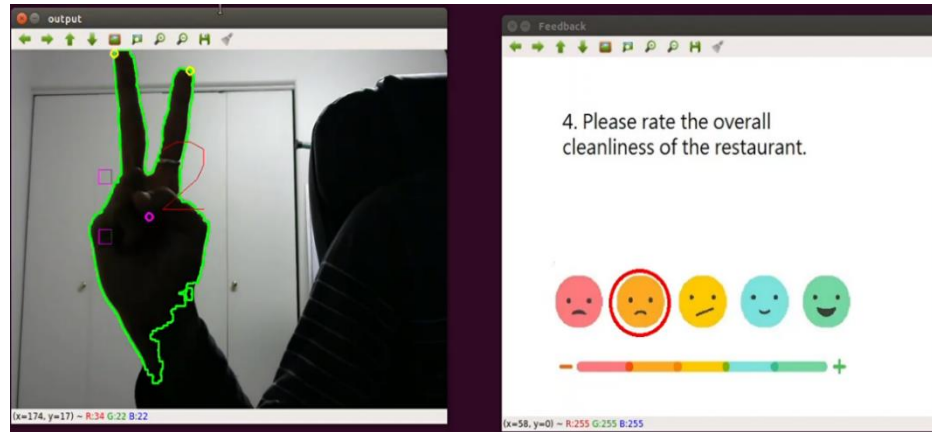 output
2
(x=174, y=17) ~ R:34 G:22 B:22
Feedback
4. Please rate the overall
cleanliness of the restaurant.
- +
(x=58, y=0) ~ R:255 G:255 B:255